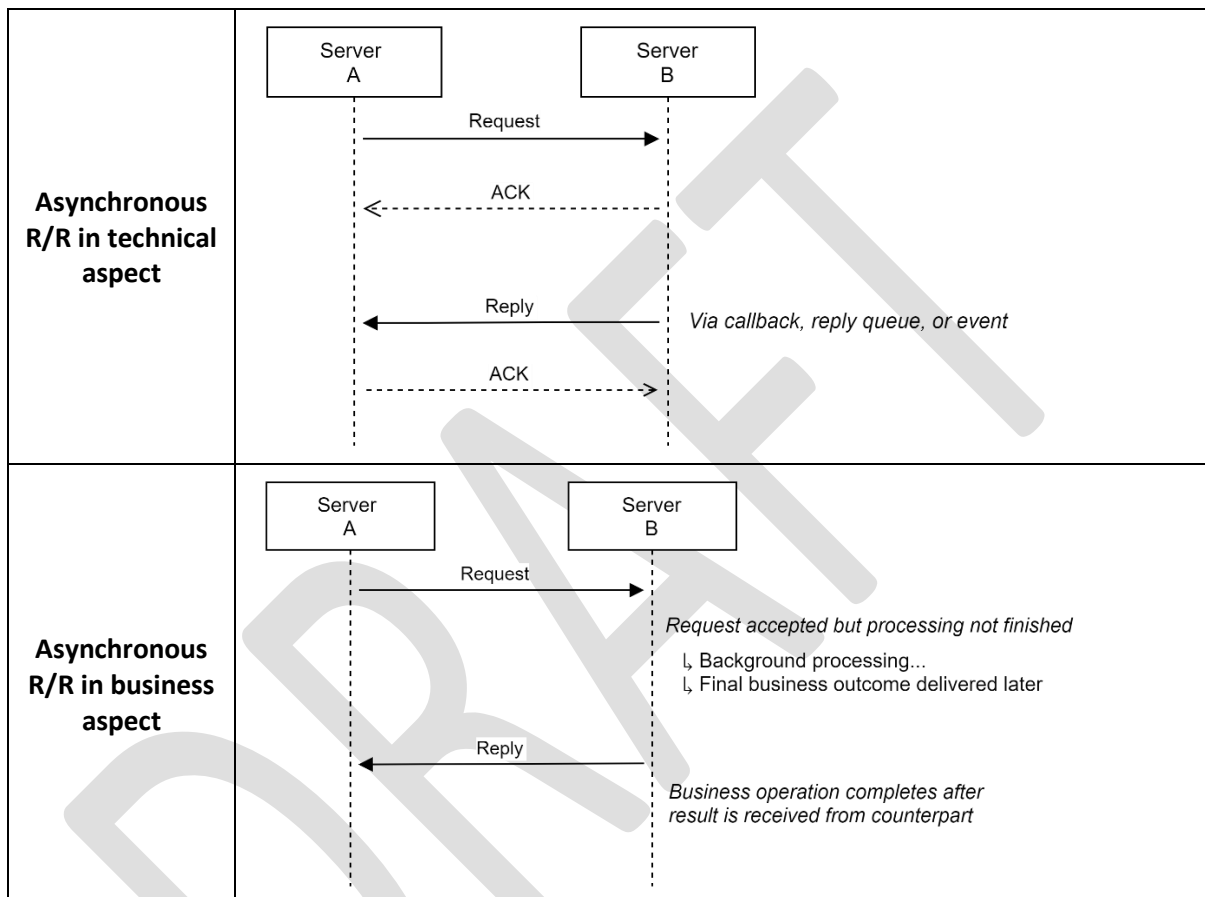 Asynchronous
R/R in technical
aspect
Server
A
Server
B
Request
ACK
Reply
Via callback, reply queue, or event
ACK
Asynchronous
R/R in business
aspect
Server
A
Server
B
Request
Request accepted but processing not finished
↳ Background processing...
↳ Final business outcome delivered later
Reply
Business operation completes after
result is received from counterpart
DRAFT